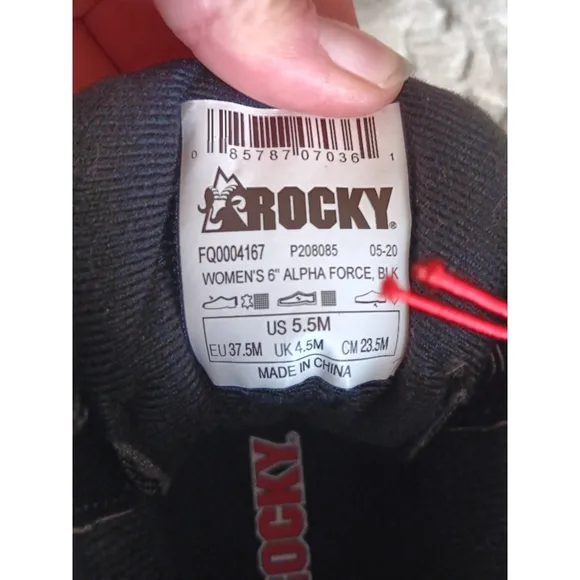 0 85787 07036 1
ROCKY®
FQ0004167 P208085 05-20
WOMEN'S 6" ALPHA FORCE, BLK
US 5.5M
EU 37.5M UK 4.5M CM 23.5M
MADE IN CHINA
ROCKY